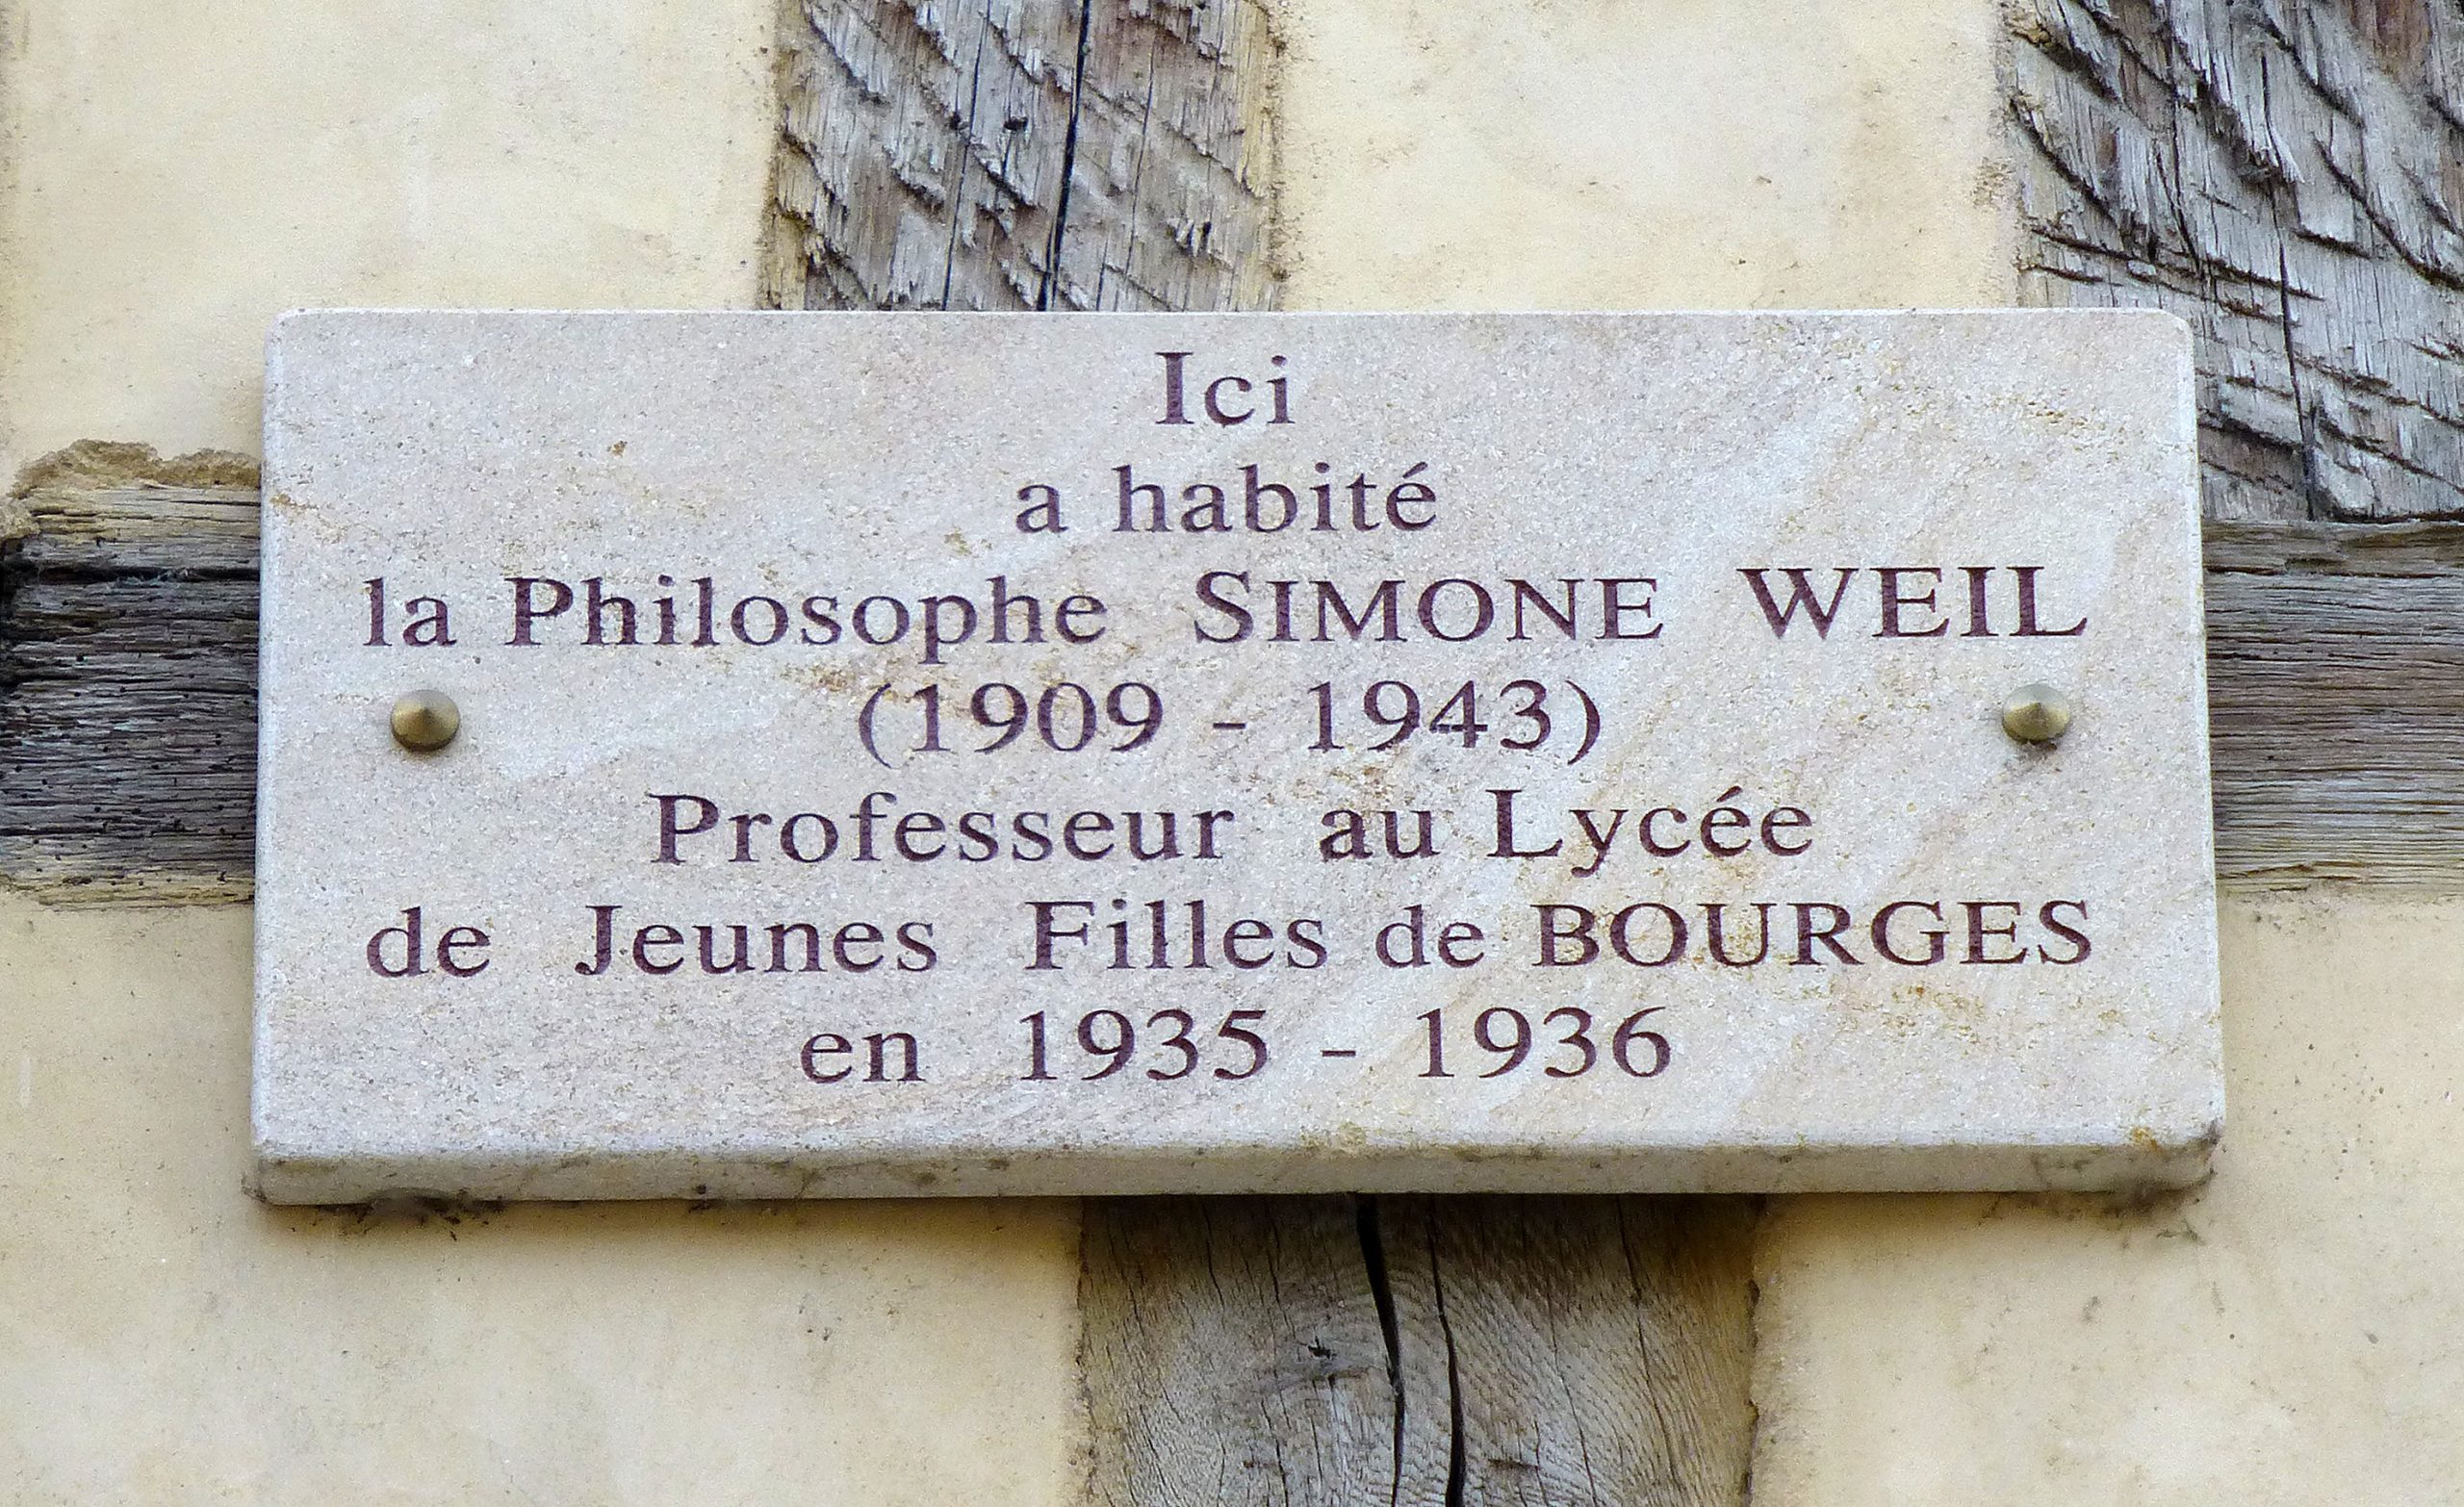 Ici
a habité
la Philosophe SIMONE WEIL
(1909 - 1943)
Professeur au Lycée
de Jeunes Filles de BOURGES
en 1935 - 1936